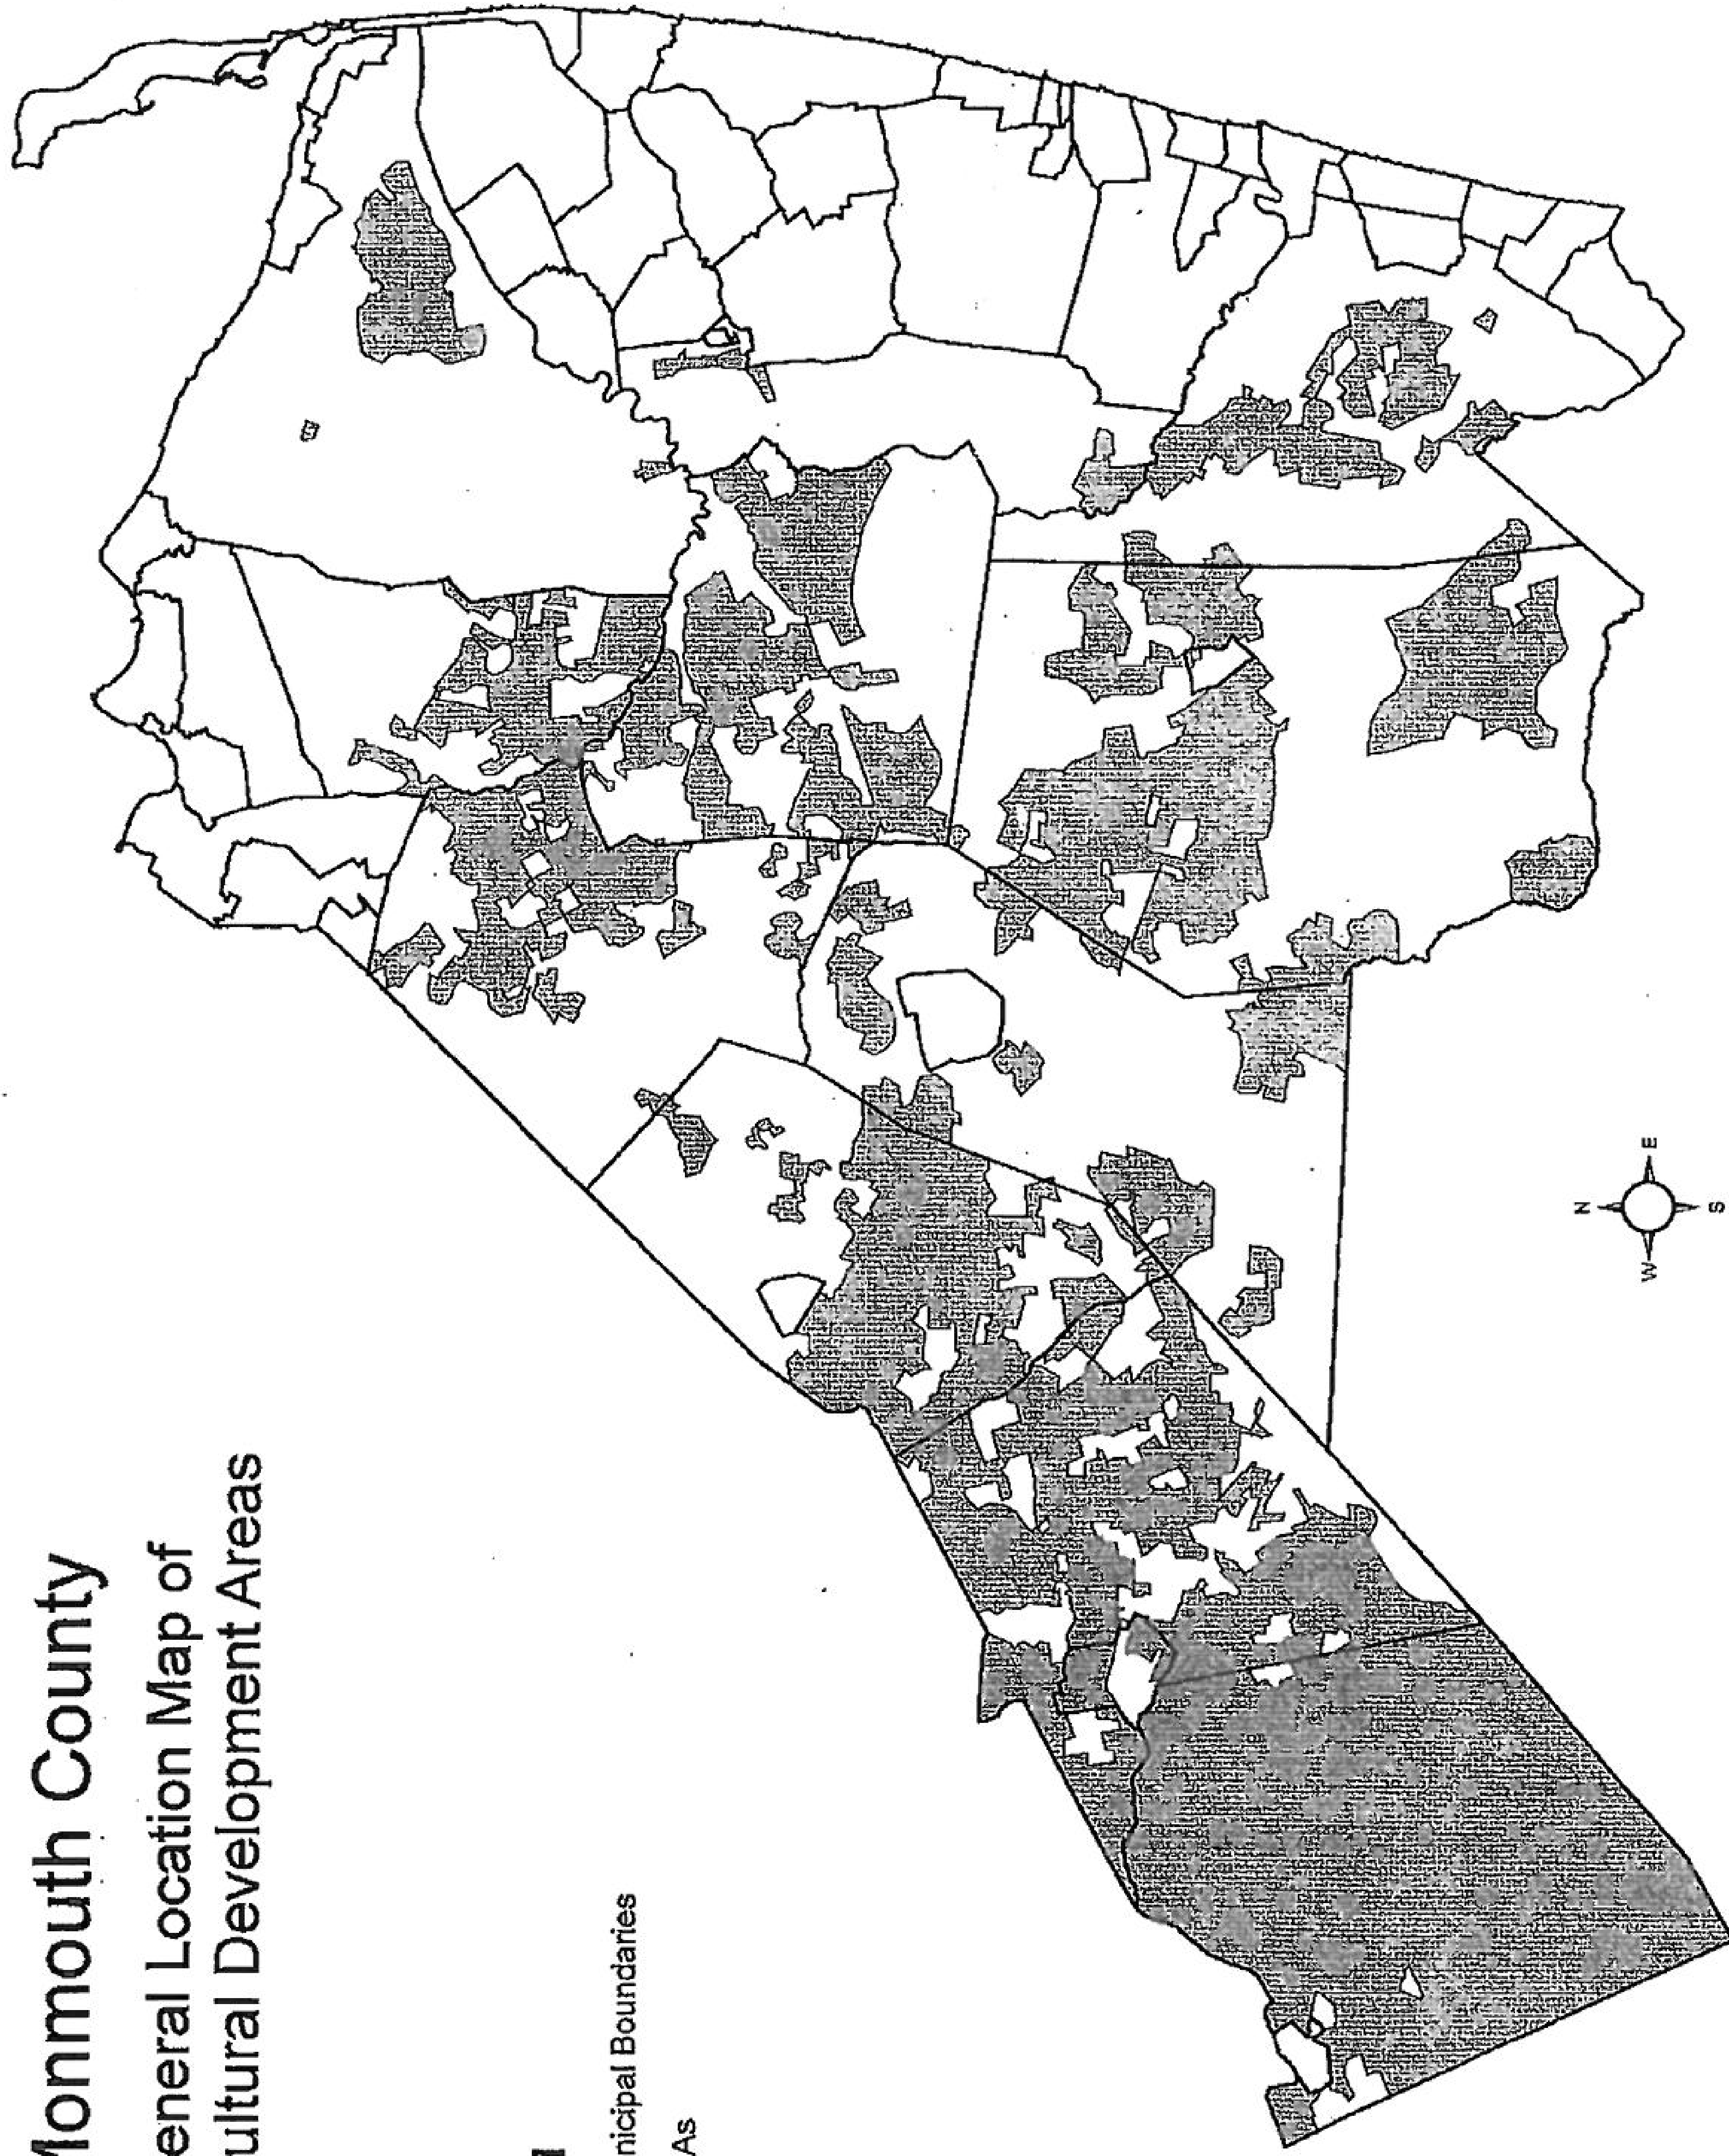 Monmouth County
eneral Location Map of
ultural Development Areas
nicipal Boundaries
As
N
W E
S